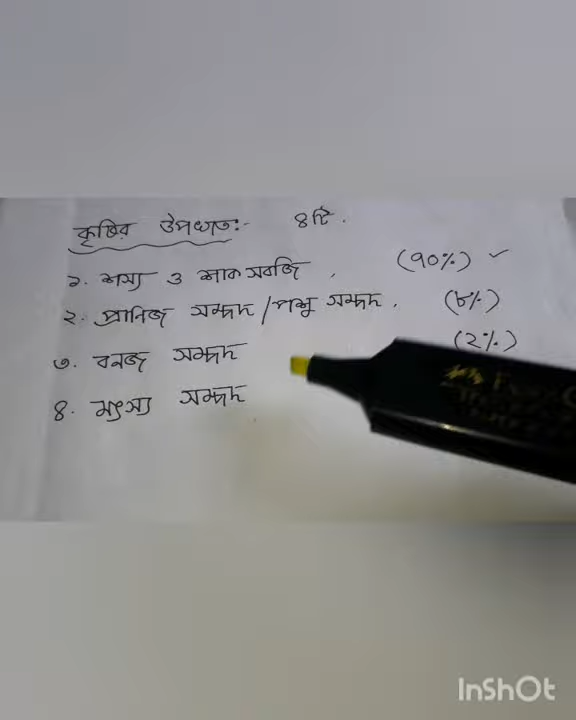 কৃষির উপখাতঃ- ৪টি.
১. শস্য ও শাকসবজি . (৭০%)
২. প্রানিজ সম্পদ/পশু সম্পদ. (৮%)
৩. বনজ সম্পদ (২%)
৪. মৎস্য সম্পদ
InShOt